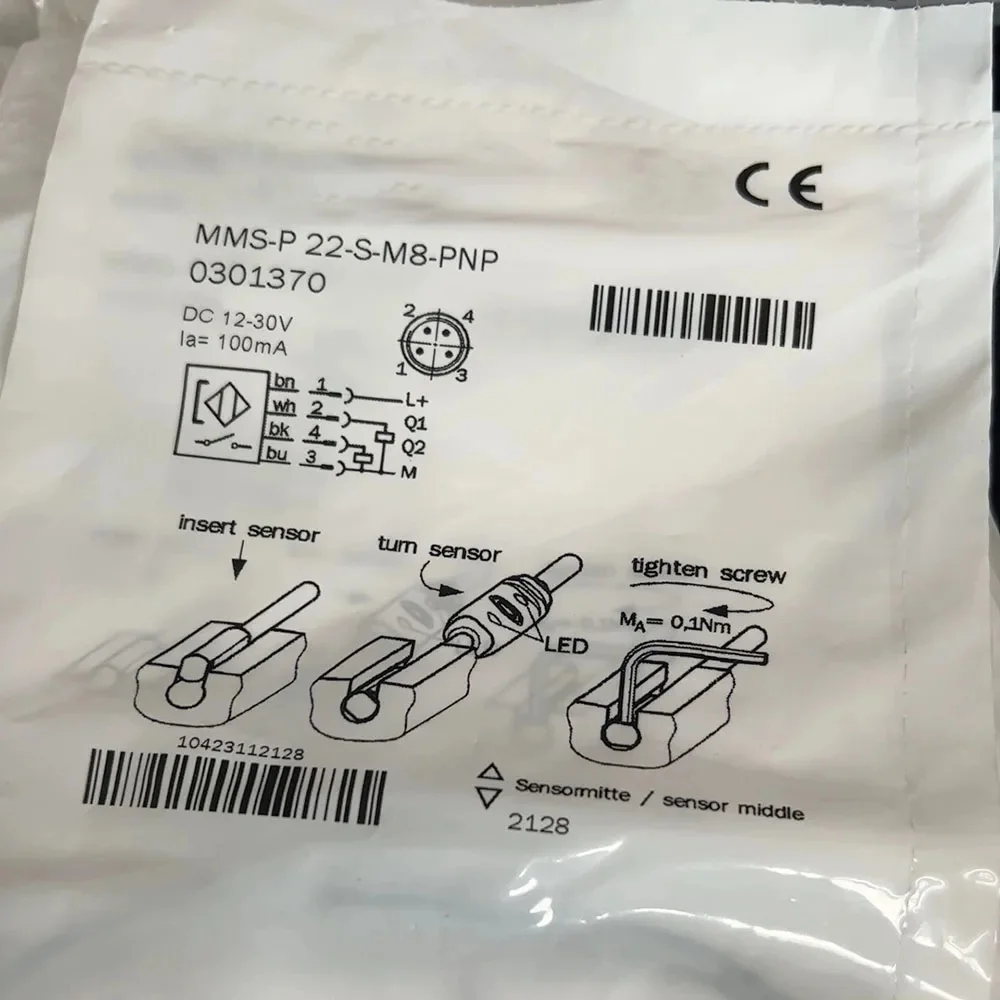 CE
MMS-P 22-S-M8-PNP
0301370
DC 12-30V
Ia= 100mA
2 4
1 3
bn 1 L+
wh 2 Q1
bk 4 Q2
bu 3 M
insert sensor
turn sensor
LED
tighten screw
MA= 0,1Nm
10423112128
Sensormitte / sensor middle
2128